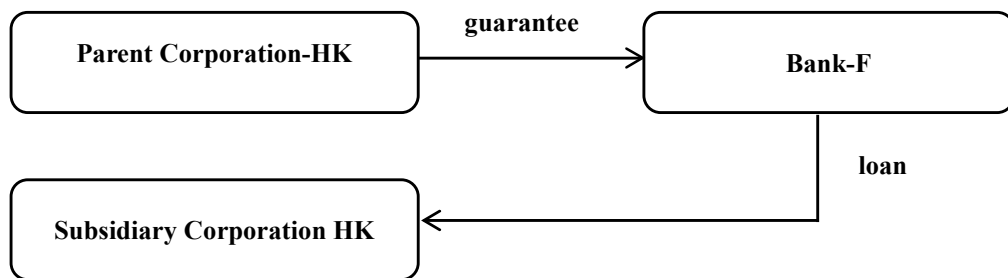 guarantee
Parent Corporation-HK
Bank-F
loan
Subsidiary Corporation HK